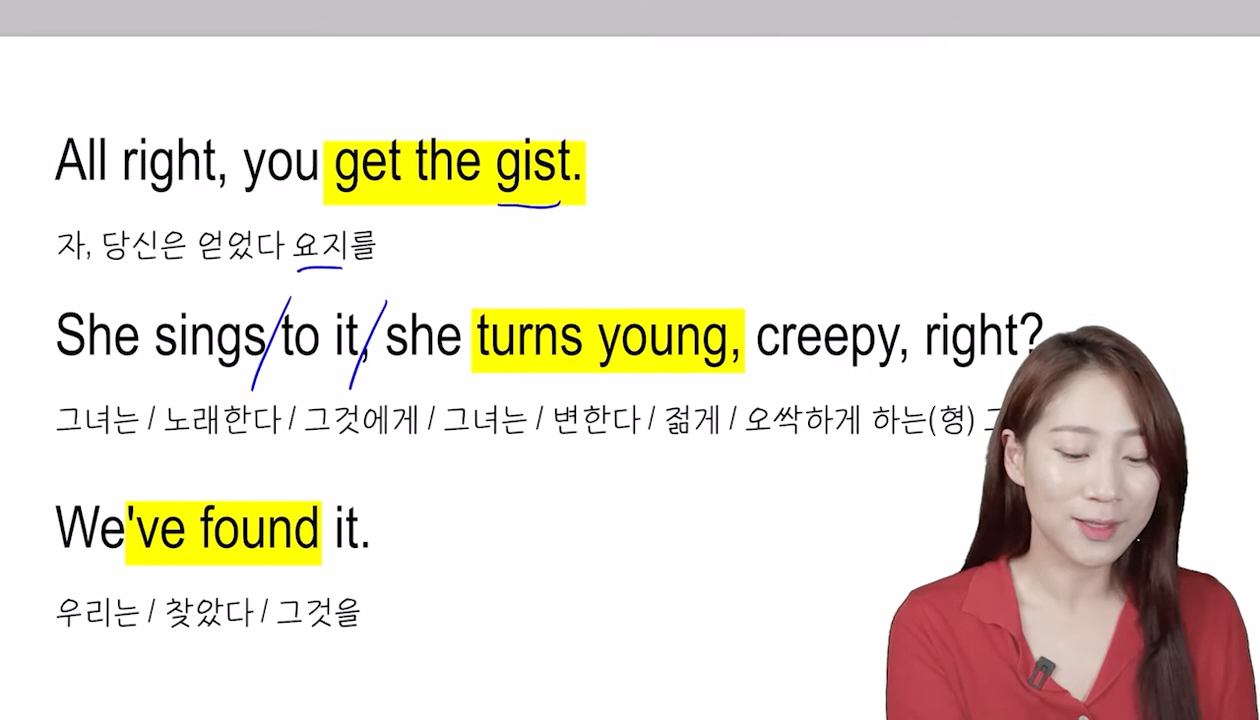 All right, you get the gist.
자, 당신은 얻었다 요지를
She sings to it, she turns young, creepy, right?
그녀는 / 노래한다 / 그것에게 / 그녀는 / 변한다 / 젊게 / 오싹하게 하는(형)
We've found it.
우리는 / 찾았다 / 그것을